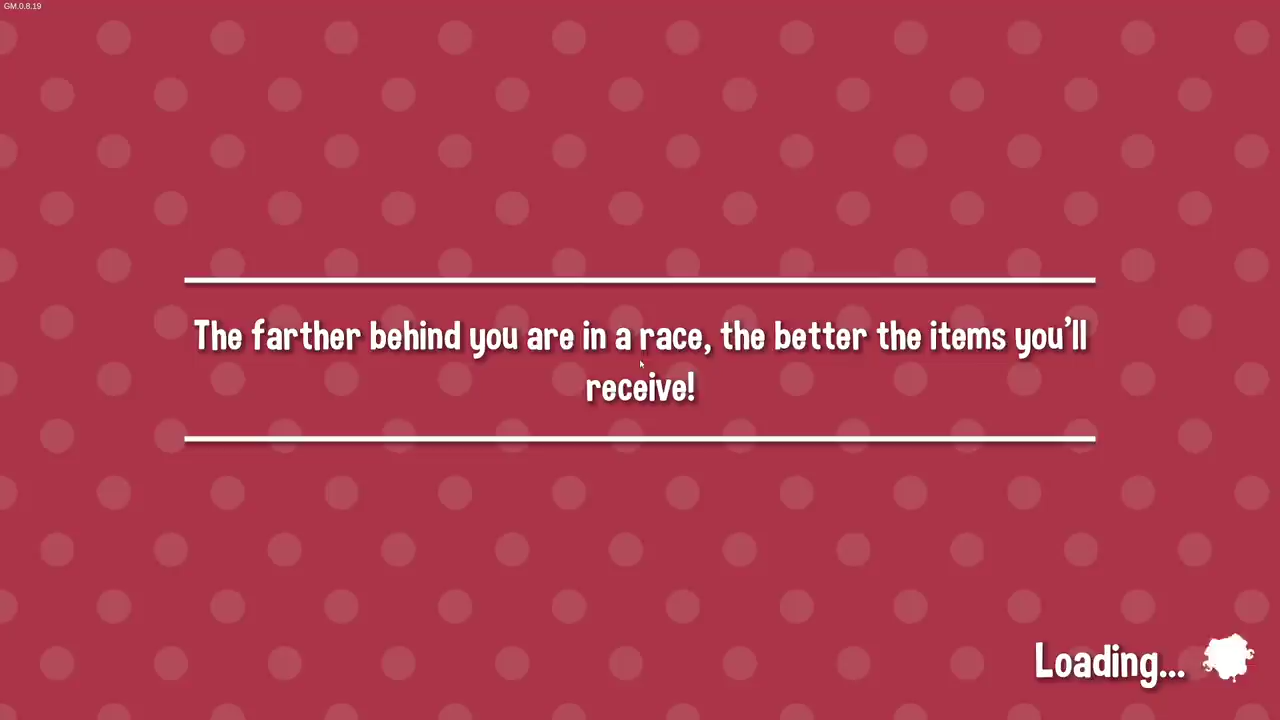 GM.0.8.19
The farther behind you are in a race, the better the items you'll
receive!
Loading...